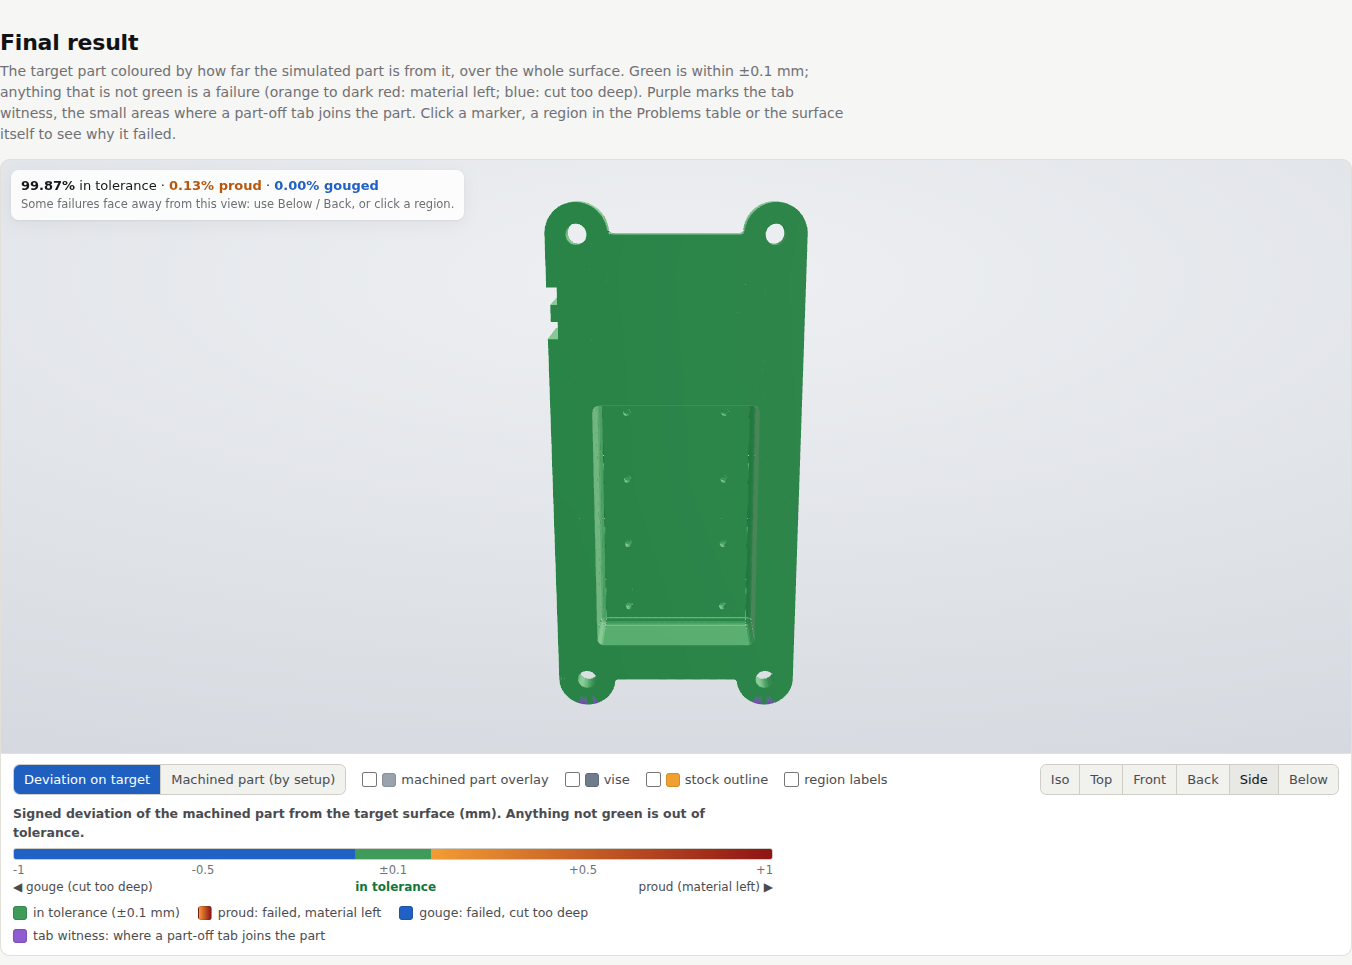 Final result
The target part coloured by how far the simulated part is from it, over the whole surface. Green is within ±0.1 mm;
anything that is not green is a failure (orange to dark red: material left; blue: cut too deep). Purple marks the tab
witness, the small areas where a part-off tab joins the part. Click a marker, a region in the Problems table or the surface
itself to see why it failed.
99.87% in tolerance · 0.13% proud · 0.00% gouged
Some failures face away from this view: use Below / Back, or click a region.
Deviation on target Machined part (by setup) machined part overlay vise stock outline region labels Iso Top Front Back Side Below
Signed deviation of the machined part from the target surface (mm). Anything not green is out of
tolerance.
-1 -0.5 ±0.1 +0.5 +1
◀ gouge (cut too deep) in tolerance proud (material left) ▶
in tolerance (±0.1 mm) proud: failed, material left gouge: failed, cut too deep
tab witness: where a part-off tab joins the part